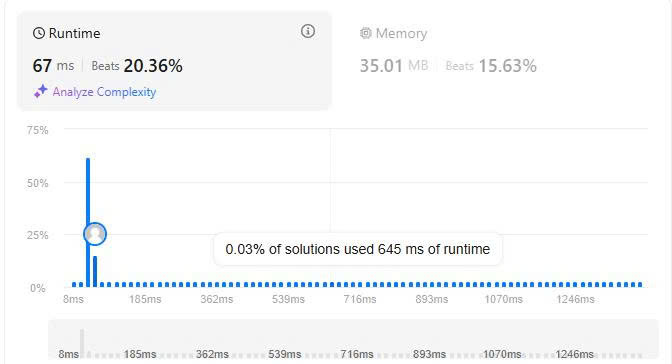 Runtime
67 ms Beats 20.36%
Analyze Complexity
Memory
35.01 MB Beats 15.63%
75%
50%
25%
0%
0.03% of solutions used 645 ms of runtime
8ms 185ms 362ms 539ms 716ms 893ms 1070ms 1246ms
8ms 185ms 362ms 539ms 716ms 893ms 1070ms 1246ms